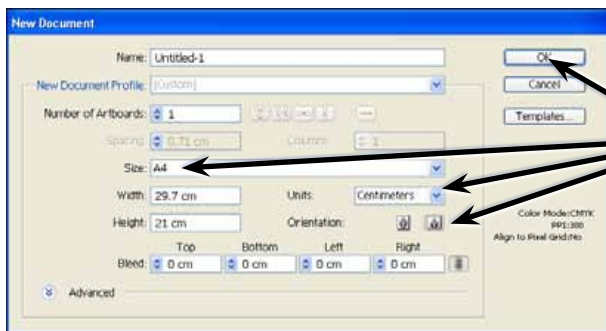 New Document
Name: Untitled-1
OK
New Document Profile: [Custom]
Cancel
Number of Artboards: 1
Templates...
Spacing: 0.71 cm
Columns: 1
Size: A4
Width: 29.7 cm
Units: Centimeters
Height: 21 cm
Orientation:
Color Mode:CMYK
PPI:300
Align to Pixel Grid:No
Top Bottom Left Right
Bleed: 0 cm 0 cm 0 cm 0 cm
Advanced